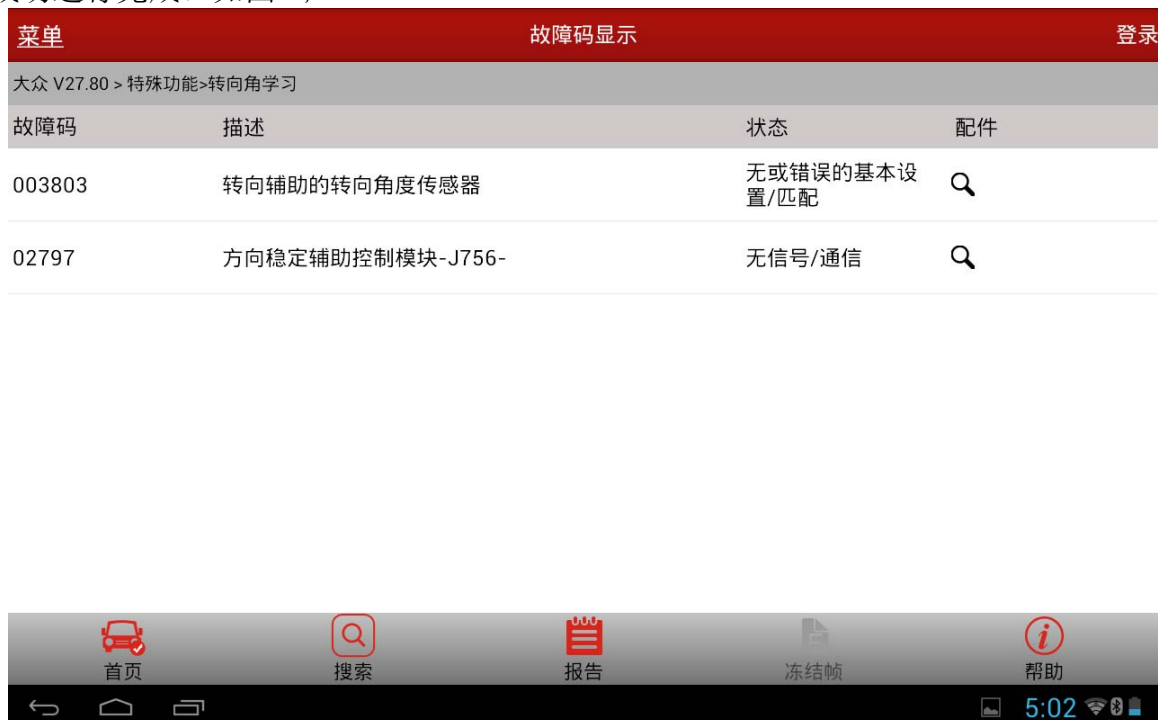 菜单 故障码显示 登录
大众 V27.80 > 特殊功能>转向角学习
故障码 描述 状态 配件
003803 转向辅助的转向角度传感器 无或错误的基本设
置/匹配
02797 方向稳定辅助控制模块-J756- 无信号/通信
首页 搜索 报告 冻结帧 帮助
5:02